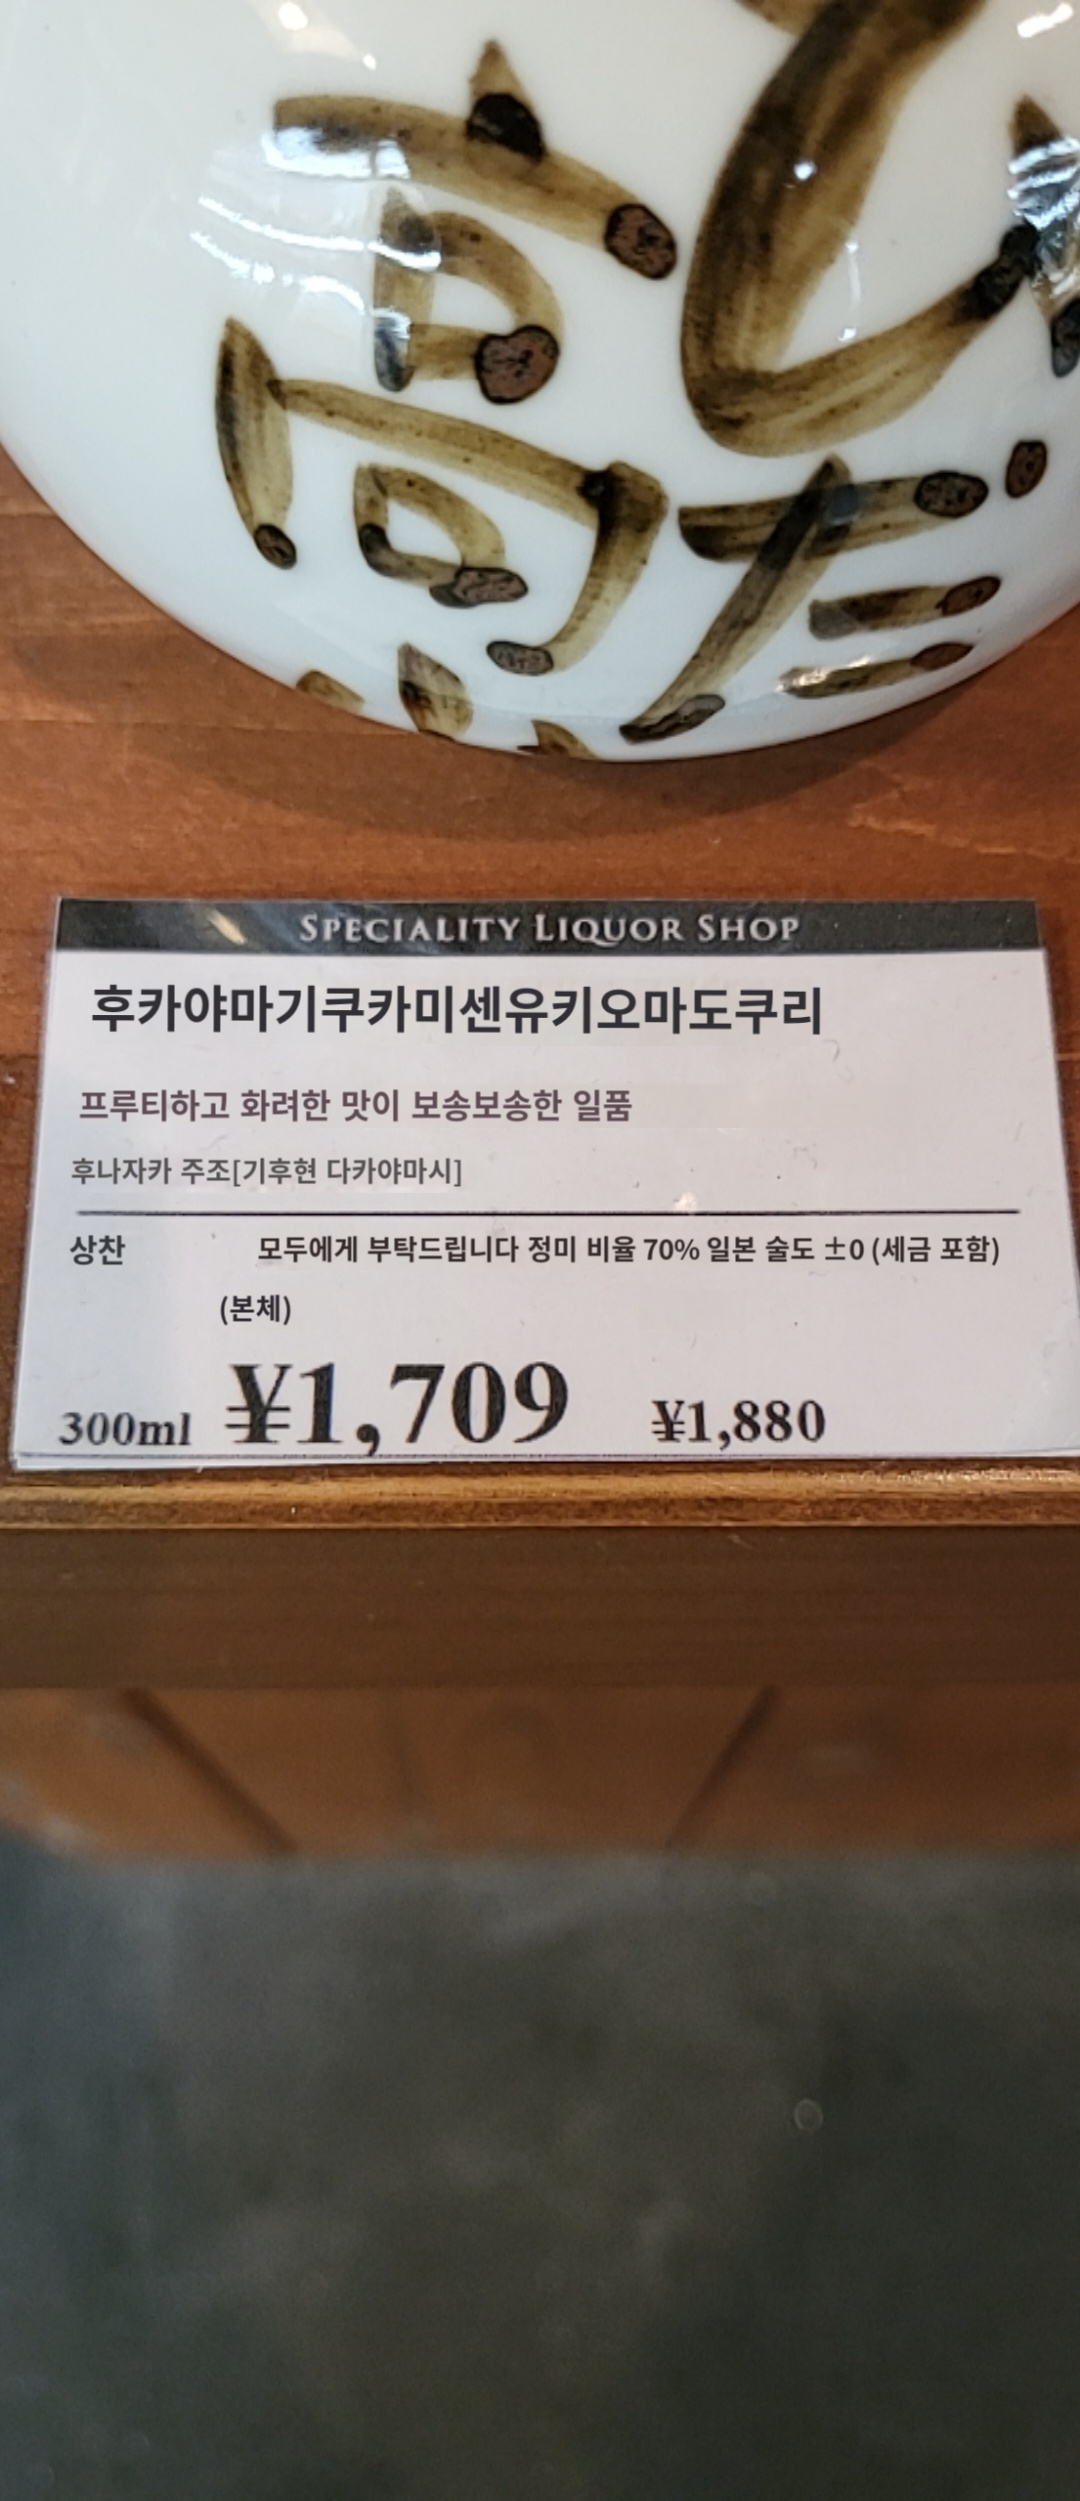 高
SPECIALITY LIQUOR SHOP
후카야마기쿠카미센유키오마도쿠리
프루티하고 화려한 맛이 보송보송한 일품
후나자카 주조[기후현 다카야마시]
상찬 모두에게 부탁드립니다 정미 비율 70% 일본 술도 ±0 (세금 포함)
(본체)
300ml ¥1,709 ¥1,880